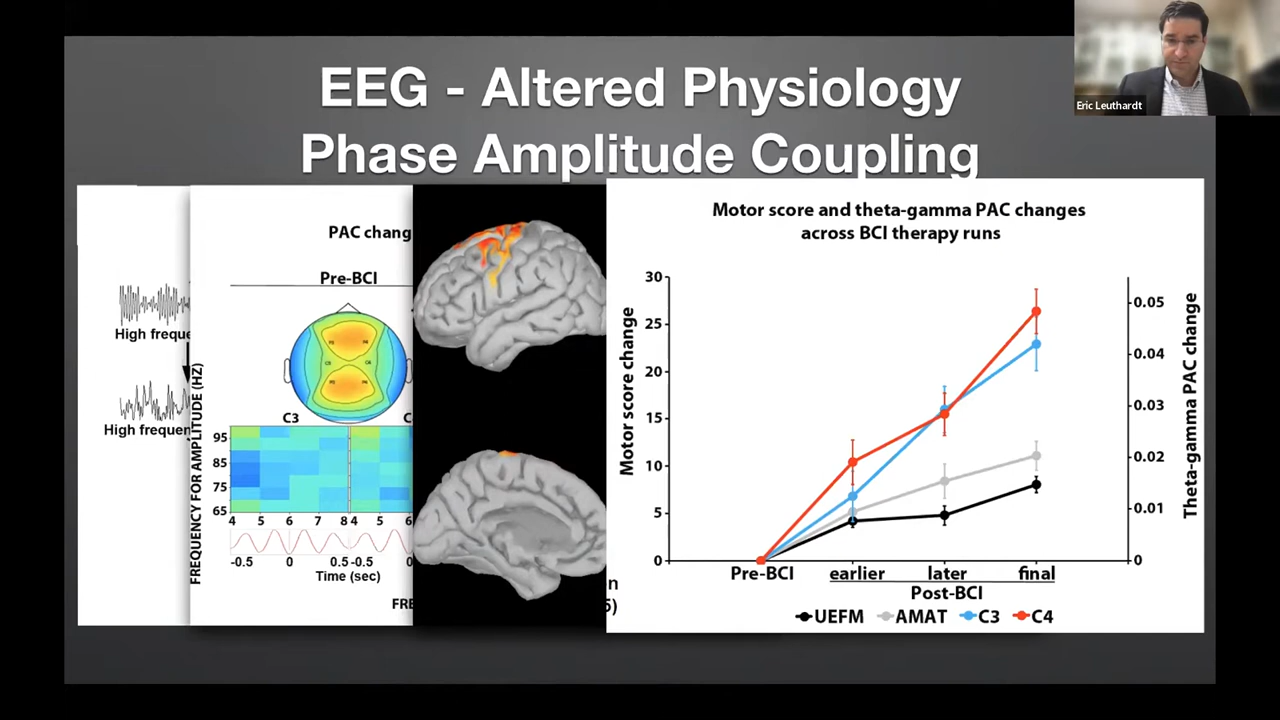 Eric Leuthardt
EEG - Altered Physiology
Phase Amplitude Coupling
High freque
High frequen
PAC chang
Pre-BCI
C3
C
FREQUENCY FOR AMPLITUDE (HZ)
95
85
75
65
4 5 6 7 8 4 5 6
-0.5 0 0.5 -0.5 0
Time (sec)
FRE
n
5)
Motor score and theta-gamma PAC changes
across BCI therapy runs
Motor score change
30
25
20
15
10
5
0
Theta-gamma PAC change
0.05
0.04
0.03
0.02
0.01
0
Pre-BCI earlier later final
Post-BCI
UEFM AMAT C3 C4